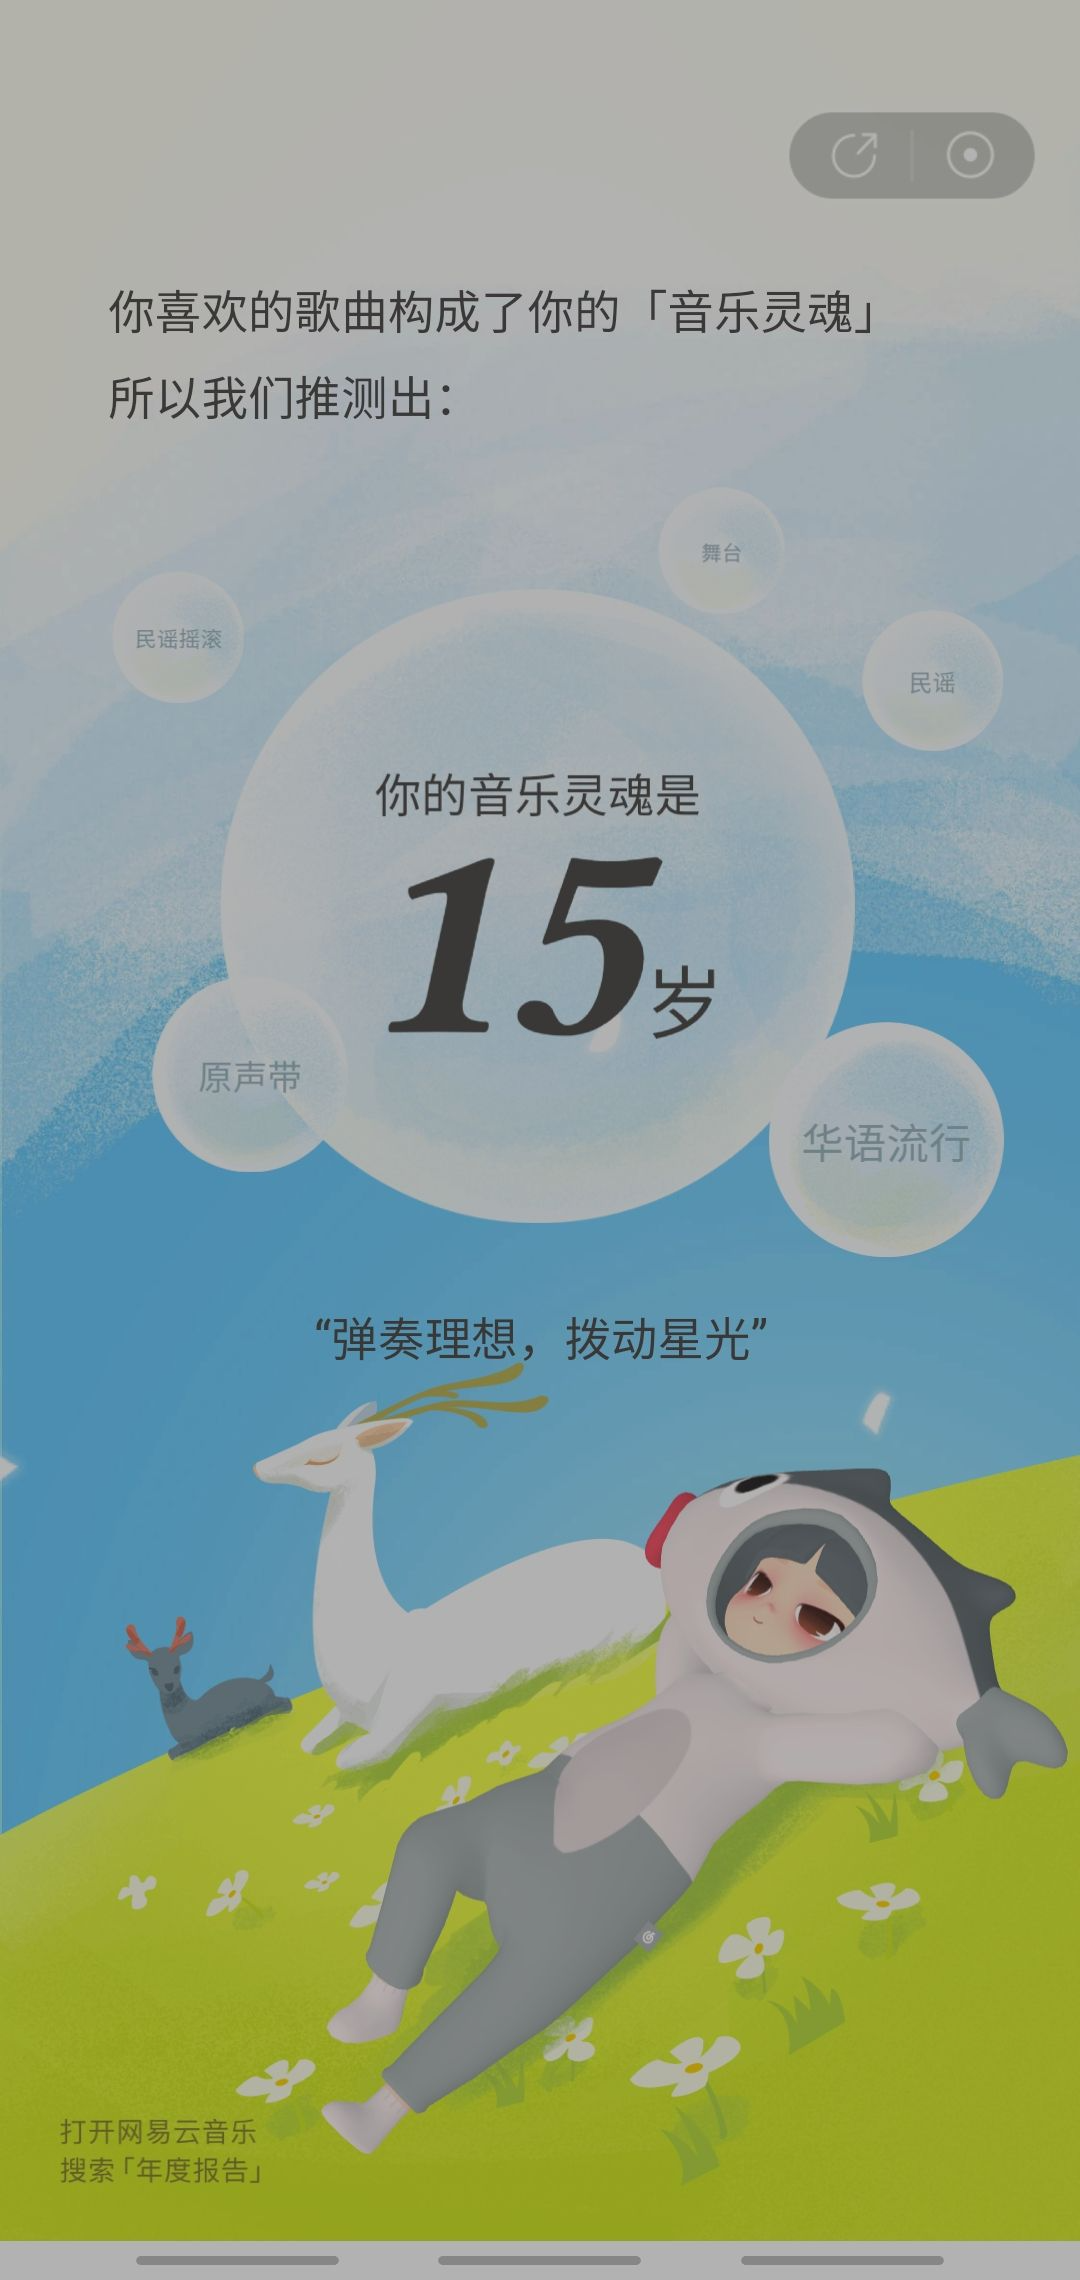 你喜欢的歌曲构成了你的「音乐灵魂」
所以我们推测出：
舞台
民谣摇滚
民谣
你的音乐灵魂是
15岁
原声带
华语流行
“弹奏理想，拨动星光”
打开网易云音乐
搜索「年度报告」